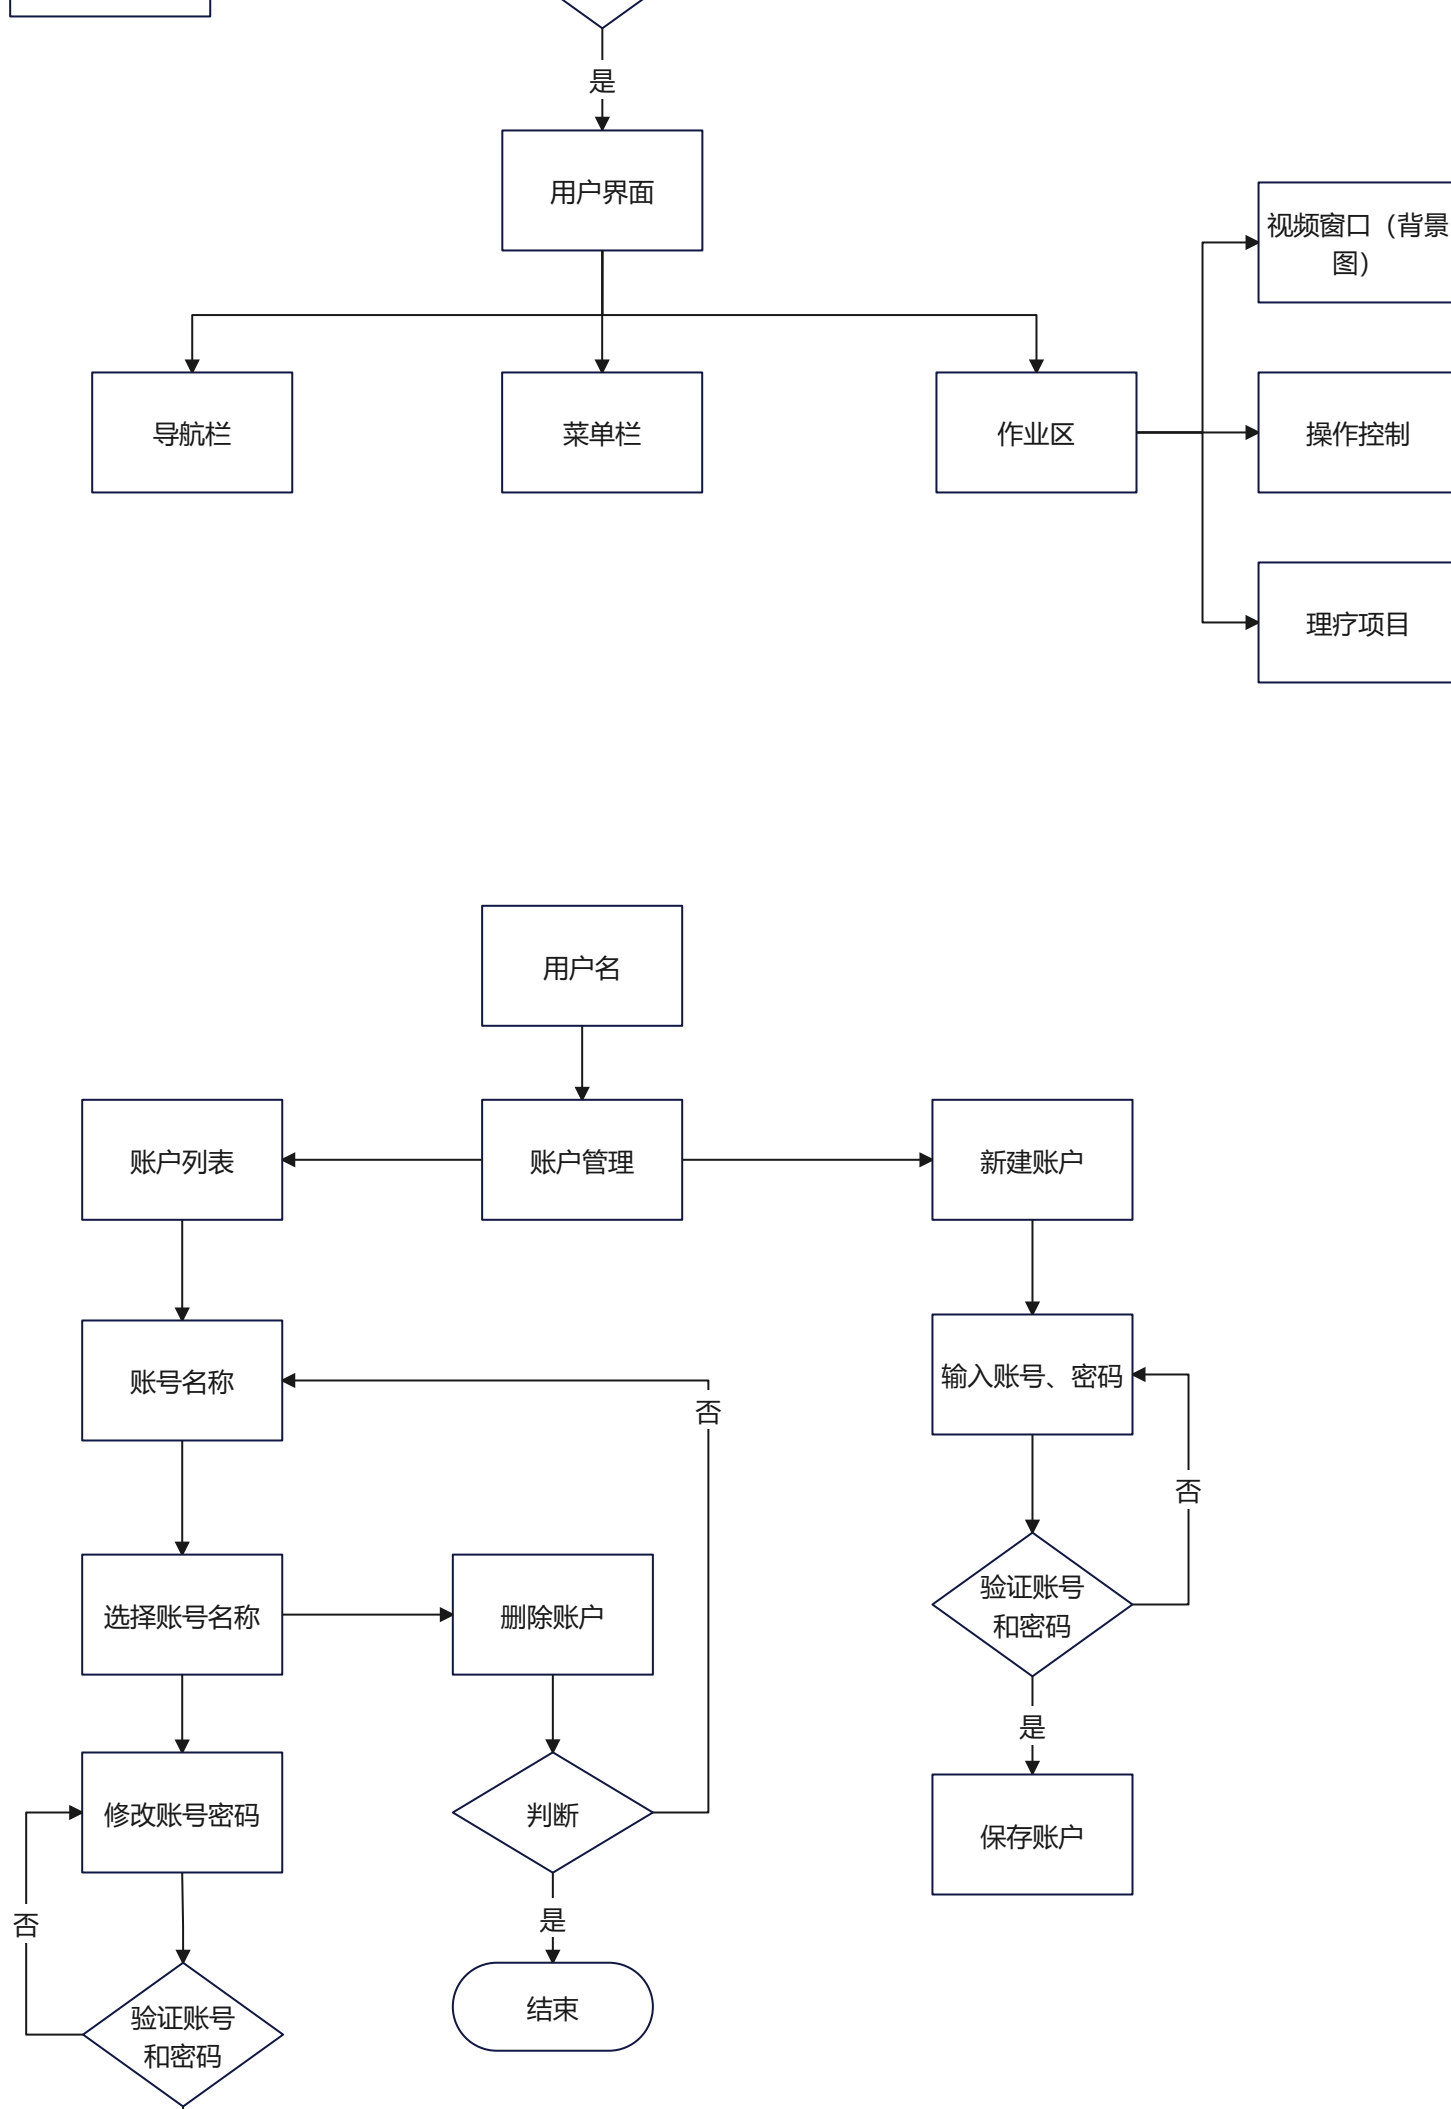 是
用户界面
视频窗口（背景
图）
导航栏
菜单栏
作业区
操作控制
理疗项目
用户名
账户列表
账户管理
新建账户
账号名称
输入账号、密码
否
否
选择账号名称
删除账户
验证账号
和密码
是
修改账号密码
判断
保存账户
否
是
验证账号
和密码
结束